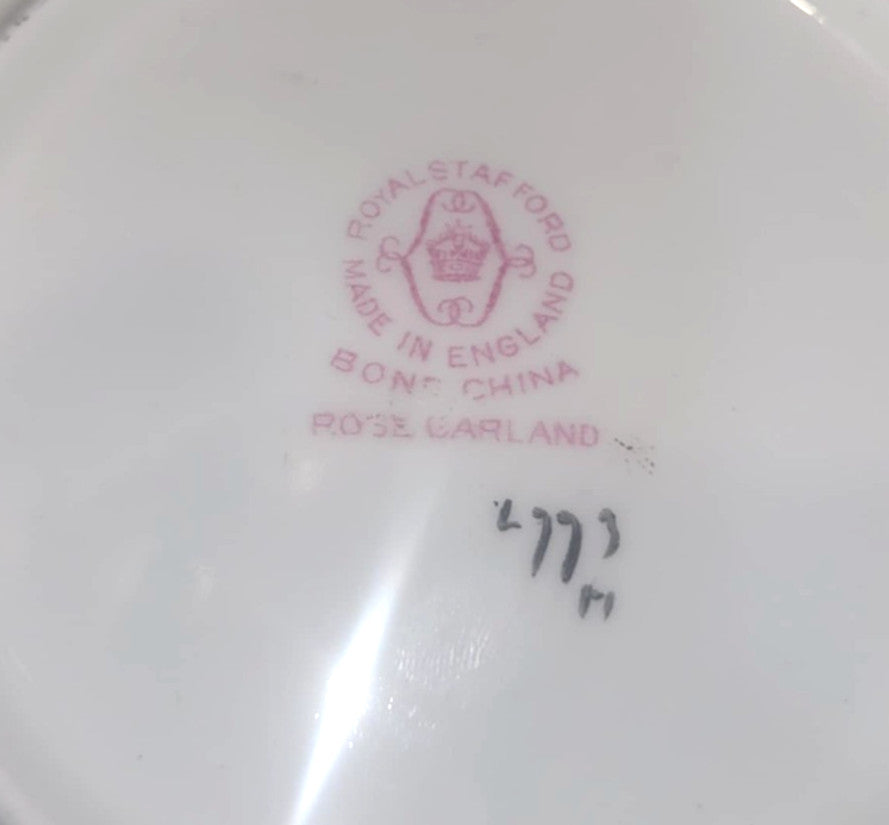 ROYAL STAFFORD
MADE IN ENGLAND
BONE CHINA
ROSE GARLAND